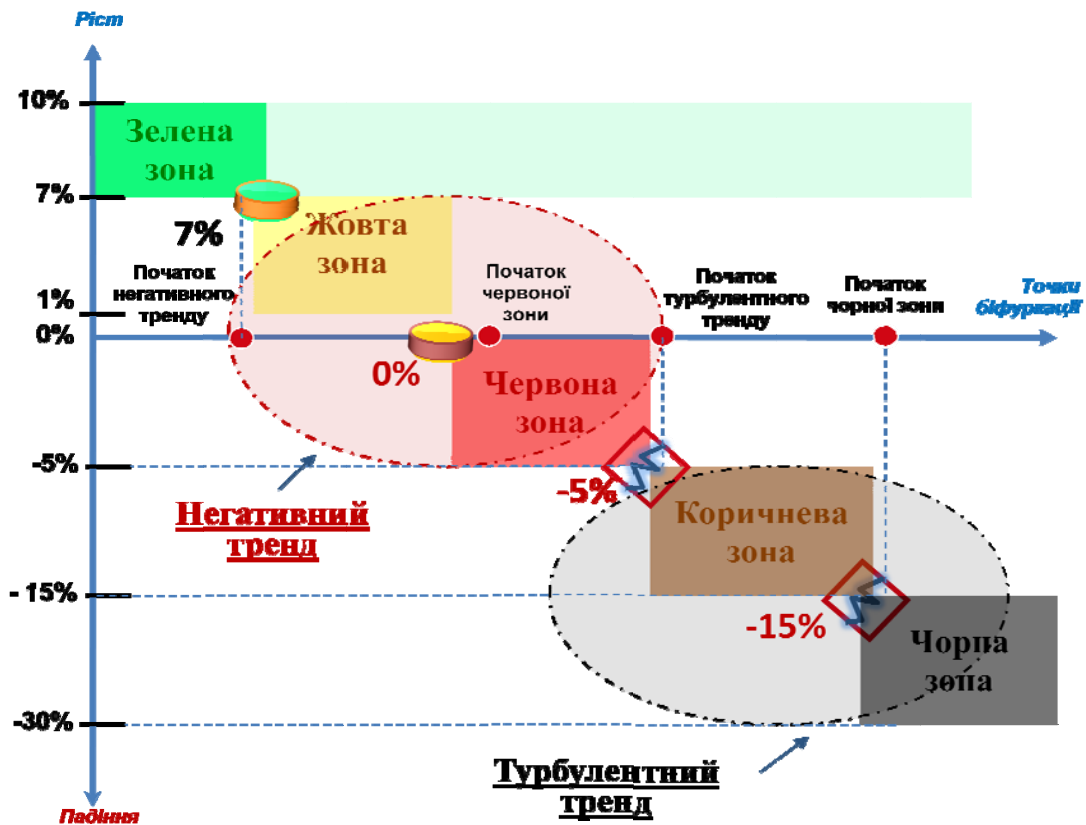 Ріст
10%
Зелена
зона
7%
7%
Жовта
зона
Початок
негативного
тренду
Початок
червоної
зони
Початок
турбулентного
тренду
Початок
чорної зони
Точки
біфуркації
1%
0%
0%
Червона
зона
-5%
-5%
Негативний
тренд
Коричнева
зона
- 15%
-15%
Чорна
зона
-30%
Турбулентний
тренд
Падіння